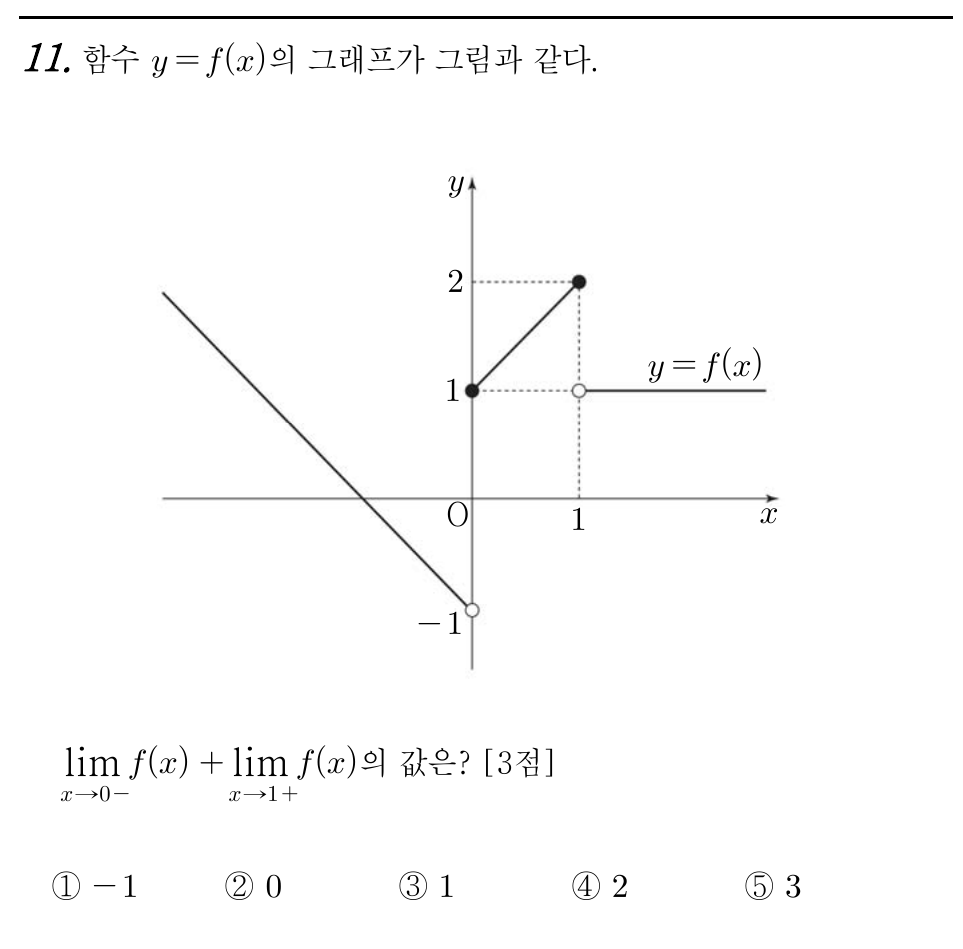 11. 함수 y=f(x)의 그래프가 그림과 같다.
y
2
y=f(x)
1
O
1
x
-1
lim f(x) + lim f(x)의 값은? [3점]
x→0- x→1+
① -1 ② 0 ③ 1 ④ 2 ⑤ 3